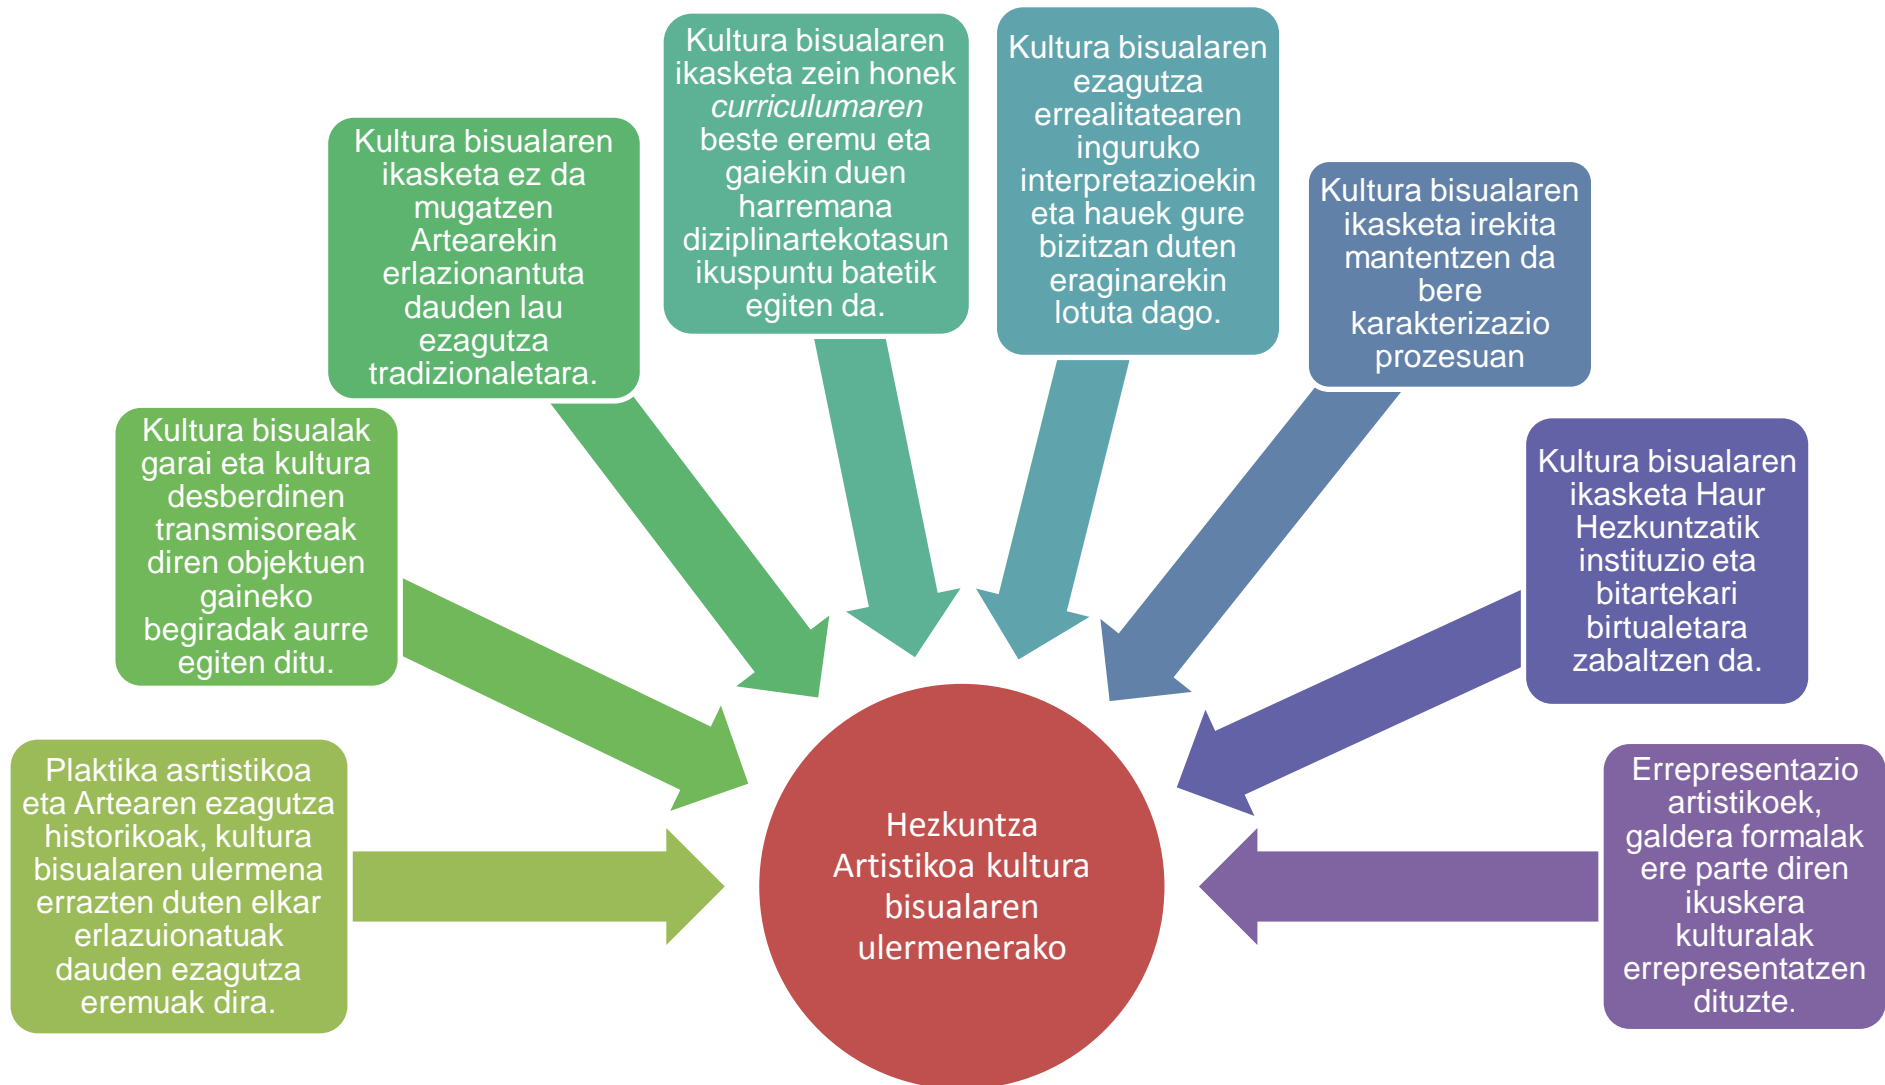 Plaktika asrtistikoa
eta Artearen ezagutza
historikoak, kultura
bisualaren ulermena
errazten duten elkar
erlazuionatuak
dauden ezagutza
eremuak dira.
Kultura bisualak
garai eta kultura
desberdinen
transmisoreak
diren objektuen
gaineko
begiradak aurre
egiten ditu.
Kultura bisualaren
ikasketa ez da
mugatzen
Artearekin
erlazionantuta
dauden lau
ezagutza
tradizionaletara.
Kultura bisualaren
ikasketa zein honek
curriculumaren
beste eremu eta
gaiekin duen
harremana
diziplinartekotasun
ikuspuntu batetik
egiten da.
Kultura bisualaren
ezagutza
errealitatearen
inguruko
interpretazioekin
eta hauek gure
bizitzan duten
eraginarekin
lotuta dago.
Kultura bisualaren
ikasketa irekita
mantentzen da
bere
karakterizazio
prozesuan
Kultura bisualaren
ikasketa Haur
Hezkuntzatik
instituzio eta
bitartekari
birtualetara
zabaltzen da.
Errepresentazio
artistikoek,
galdera formalak
ere parte diren
ikuskera
kulturalak
errepresentatzen
dituzte.
Hezkuntza
Artistikoa kultura
bisualaren
ulermenerako